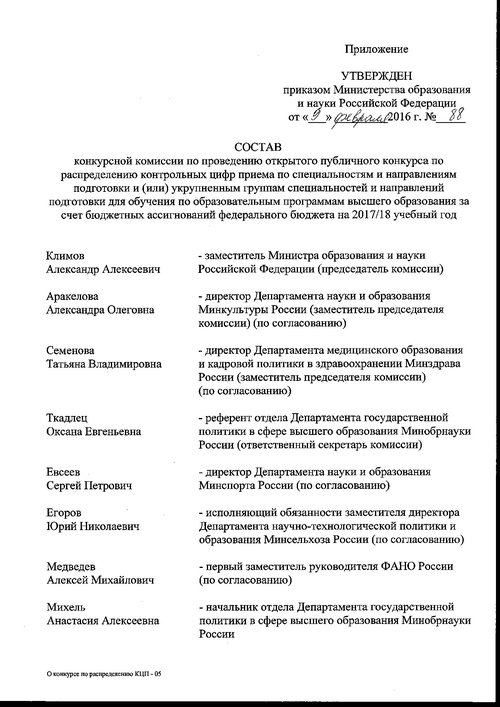 Приложение
УТВЕРЖДЕН
приказом Министерства образования
и науки Российской Федерации
от «9» февраля 2016 г. № 88
СОСТАВ
конкурсной комиссии по проведению открытого публичного конкурса по
распределению контрольных цифр приема по специальностям и направлениям
подготовки и (или) укрупненным группам специальностей и направлений
подготовки для обучения по образовательным программам высшего образования за
счет бюджетных ассигнований федерального бюджета на 2017/18 учебный год
Климов - заместитель Министра образования и науки
Александр Алексеевич Российской Федерации (председатель комиссии)
Аракелова - директор Департамента науки и образования
Александра Олеговна Минкультуры России (заместитель председателя
комиссии) (по согласованию)
Семенова - директор Департамента медицинского образования
Татьяна Владимировна и кадровой политики в здравоохранении Минздрава
России (заместитель председателя комиссии)
(по согласованию)
Ткадлец - референт отдела Департамента государственной
Оксана Евгеньевна политики в сфере высшего образования Минобрнауки
России (ответственный секретарь комиссии)
Евсеев - директор Департамента науки и образования
Сергей Петрович Минспорта России (по согласованию)
Егоров - исполняющий обязанности заместителя директора
Юрий Николаевич Департамента научно-технологической политики и
образования Минсельхоза России (по согласованию)
Медведев - первый заместитель руководителя ФАНО России
Алексей Михайлович (по согласованию)
Михель - начальник отдела Департамента государственной
Анастасия Алексеевна политики в сфере высшего образования Минобрнауки
России
О конкурсе по распределению КЦП - 05